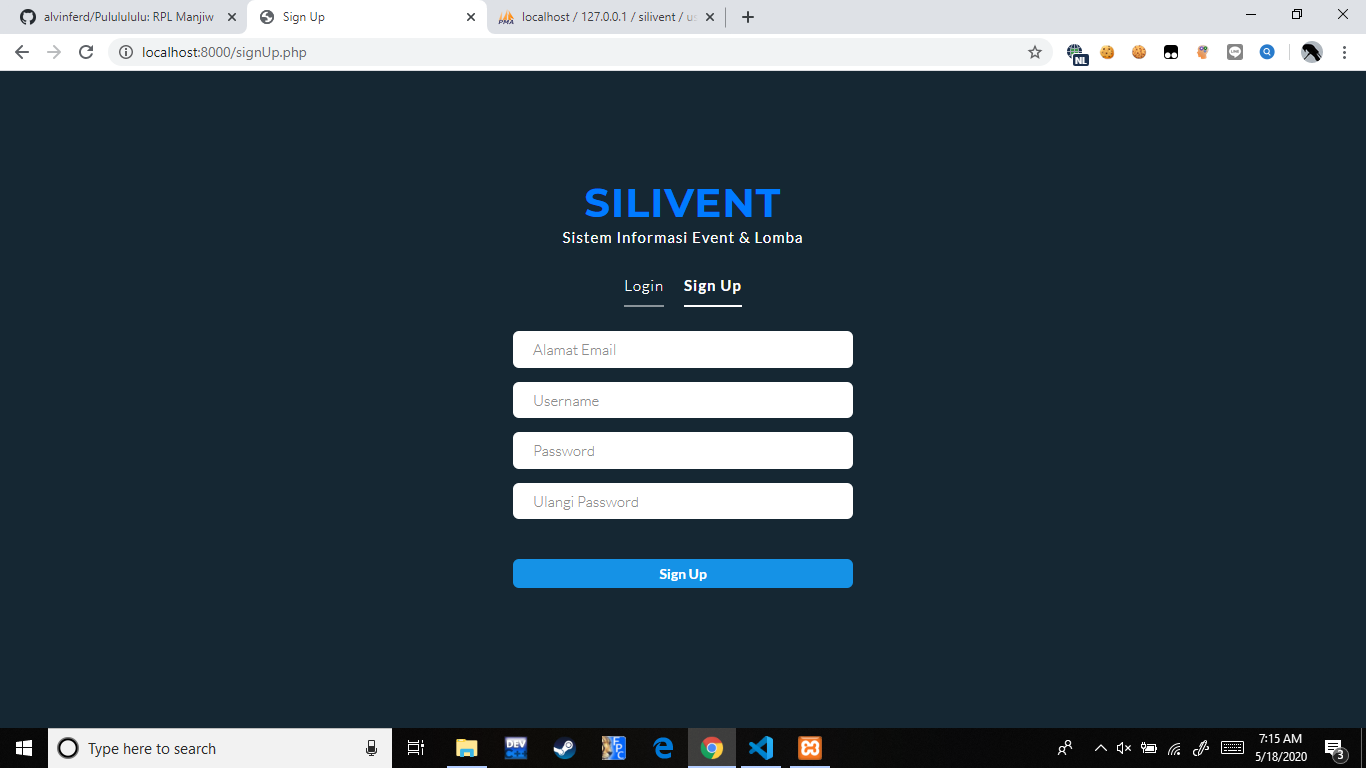 alvinferd/Pulululu: RPL Manjiw
Sign Up
localhost / 127.0.0.1 / silivent / us
localhost:8000/signUp.php
NL
SILIVENT
Sistem Informasi Event & Lomba
Login
Sign Up
Alamat Email
Username
Password
Ulangi Password
Sign Up
Type here to search
DEV
FPC
7:15 AM
5/18/2020
3